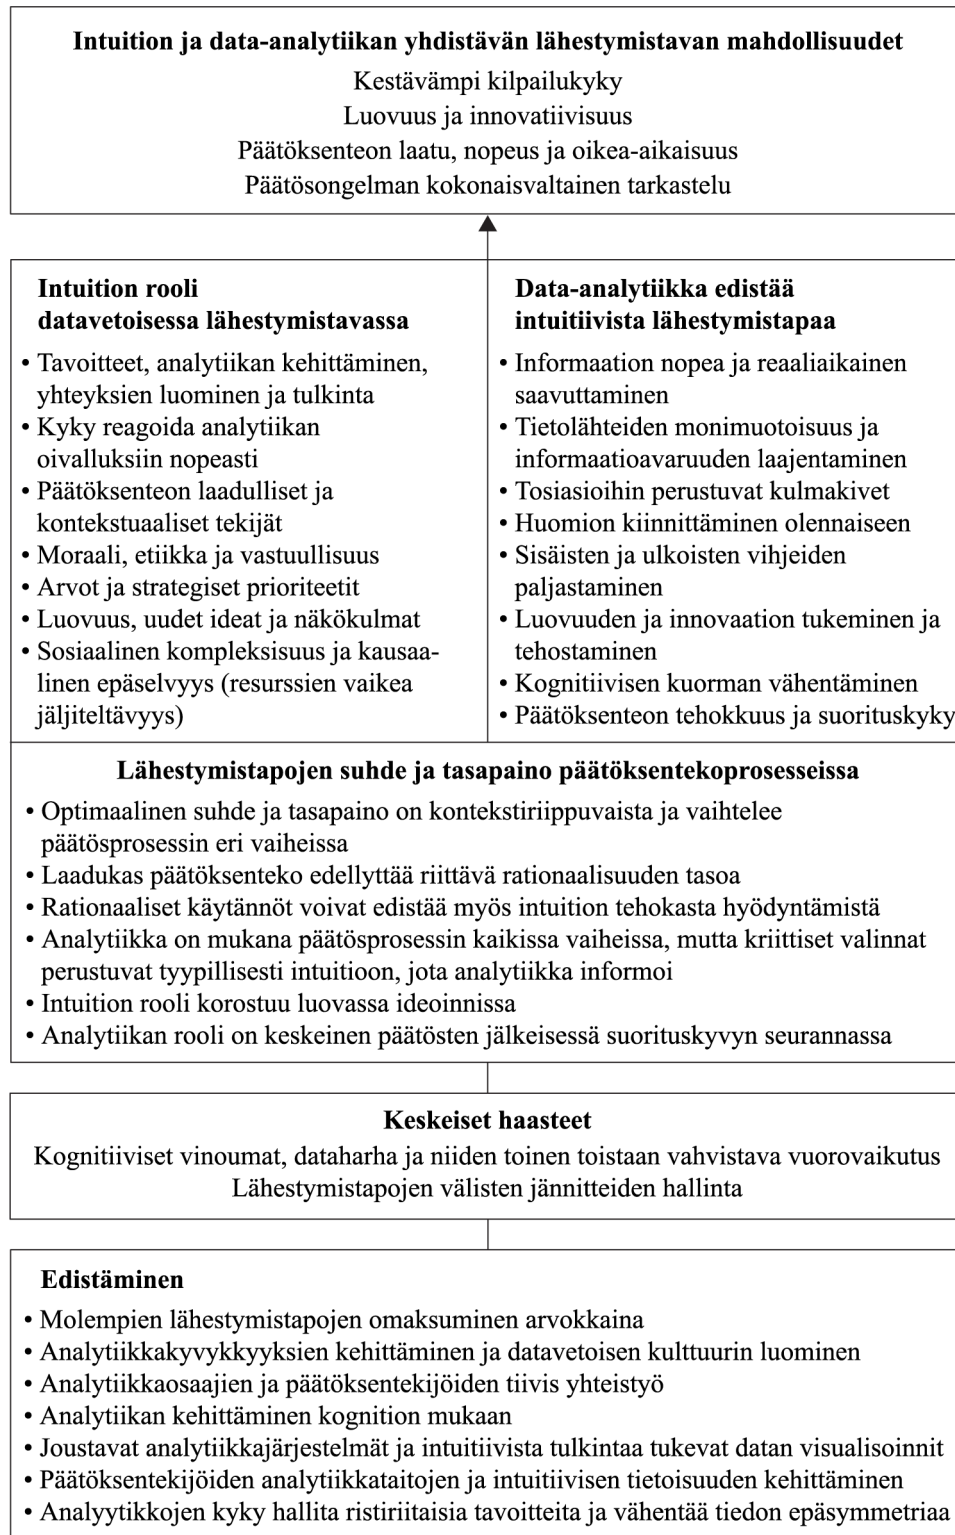 Intuition ja data-analytiikan yhdistävän lähestymistavan mahdollisuudet
Kestävämpi kilpailukyky
Luovuus ja innovatiivisuus
Päätöksenteon laatu, nopeus ja oikea-aikaisuus
Päätösongelman kokonaisvaltainen tarkastelu
Intuition rooli
datavetoisessa lähestymistavassa
• Tavoitteet, analytiikan kehittäminen,
yhteyksien luominen ja tulkinta
• Kyky reagoida analytiikan
oivalluksiin nopeasti
• Päätöksenteon laadulliset ja
kontekstuaaliset tekijät
• Moraali, etiikka ja vastuullisuus
• Arvot ja strategiset prioriteetit
• Luovuus, uudet ideat ja näkökulmat
• Sosiaalinen kompleksisuus ja kausaa-
linen epäselvyys (resurssien vaikea
jäljiteltävyys)
Data-analytiikka edistää
intuitiivista lähestymistapaa
• Informaation nopea ja reaaliaikainen
saavuttaminen
• Tietolähteiden monimuotoisuus ja
informaatioavaruuden laajentaminen
• Tosiasioihin perustuvat kulmakivet
• Huomion kiinnittäminen olennaiseen
• Sisäisten ja ulkoisten vihjeiden
paljastaminen
• Luovuuden ja innovaation tukeminen ja
tehostaminen
• Kognitiivisen kuorman vähentäminen
• Päätöksenteon tehokkuus ja suorituskyky
Lähestymistapojen suhde ja tasapaino päätöksentekoprosesseissa
• Optimaalinen suhde ja tasapaino on kontekstiriippuvaista ja vaihtelee
päätösprosessin eri vaiheissa
• Laadukas päätöksenteko edellyttää riittävä rationaalisuuden tasoa
• Rationaaliset käytännöt voivat edistää myös intuition tehokasta hyödyntämistä
• Analytiikka on mukana päätösprosessin kaikissa vaiheissa, mutta kriittiset valinnat
perustuvat tyypillisesti intuitioon, jota analytiikka informoi
• Intuition rooli korostuu luovassa ideoinnissa
• Analytiikan rooli on keskeinen päätösten jälkeisessä suorituskyvyn seurannassa
Keskeiset haasteet
Kognitiiviset vinoumat, dataharha ja niiden toinen toistaan vahvistava vuorovaikutus
Lähestymistapojen välisten jännitteiden hallinta
Edistäminen
• Molempien lähestymistapojen omaksuminen arvokkaina
• Analytiikkakyvykkyyksien kehittäminen ja datavetoisen kulttuurin luominen
• Analytiikkaosaajien ja päätöksentekijöiden tiivis yhteistyö
• Analytiikan kehittäminen kognition mukaan
• Joustavat analytiikkajärjestelmät ja intuitiivista tulkintaa tukevat datan visualisoinnit
• Päätöksentekijöiden analytiikkataitojen ja intuitiivisen tietoisuuden kehittäminen
• Analyytikkojen kyky hallita ristiriitaisia tavoitteita ja vähentää tiedon epäsymmetriaa